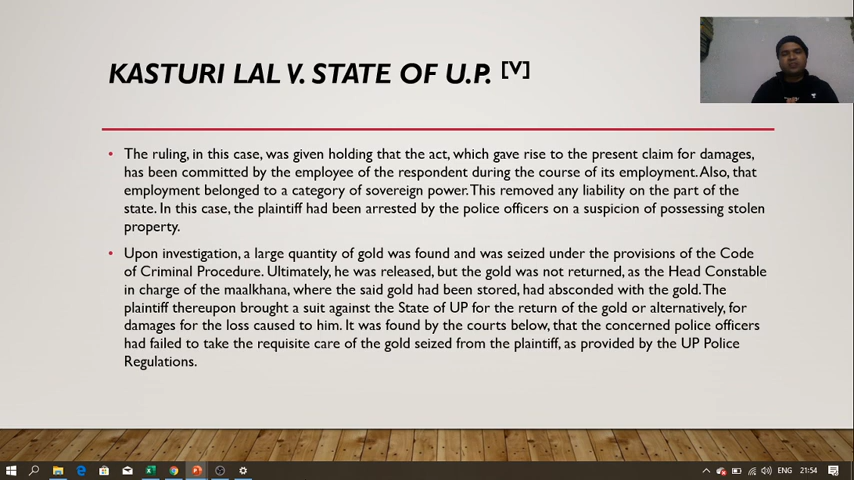 KASTURI LAL V. STATE OF U.P. [V]
• The ruling, in this case, was given holding that the act, which gave rise to the present claim for damages,
has been committed by the employee of the respondent during the course of its employment. Also, that
employment belonged to a category of sovereign power. This removed any liability on the part of the
state. In this case, the plaintiff had been arrested by the police officers on a suspicion of possessing stolen
property.
• Upon investigation, a large quantity of gold was found and was seized under the provisions of the Code
of Criminal Procedure. Ultimately, he was released, but the gold was not returned, as the Head Constable
in charge of the maalkhana, where the said gold had been stored, had absconded with the gold. The
plaintiff thereupon brought a suit against the State of UP for the return of the gold or alternatively, for
damages for the loss caused to him. It was found by the courts below, that the concerned police officers
had failed to take the requisite care of the gold seized from the plaintiff, as provided by the UP Police
Regulations.
ENG 21:54